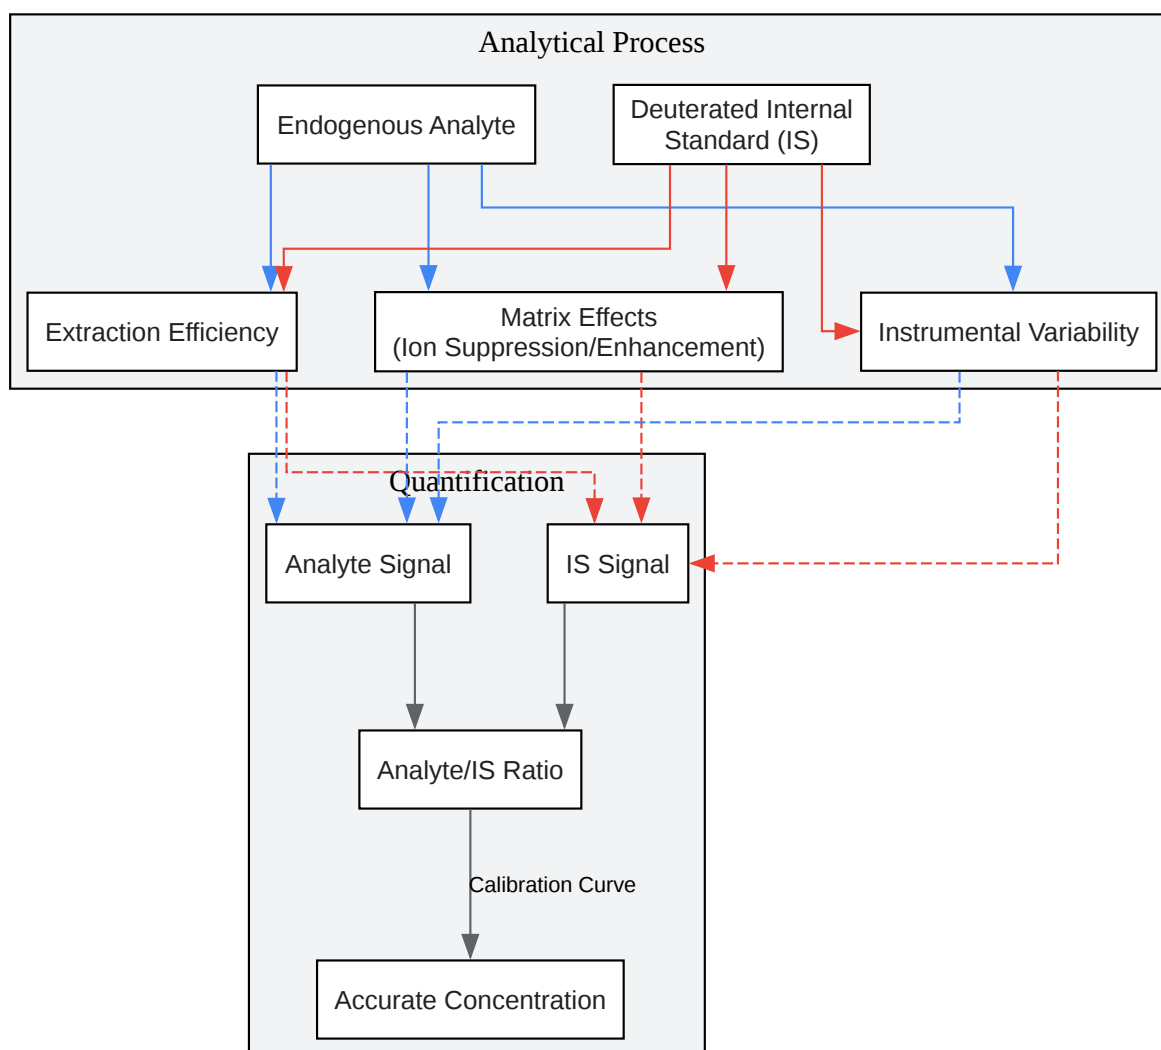 Analytical Process
Endogenous Analyte
Deuterated Internal
Standard (IS)
Extraction Efficiency
Matrix Effects
(Ion Suppression/Enhancement)
Instrumental Variability
Quantification
Analyte Signal
IS Signal
Analyte/IS Ratio
Calibration Curve
Accurate Concentration